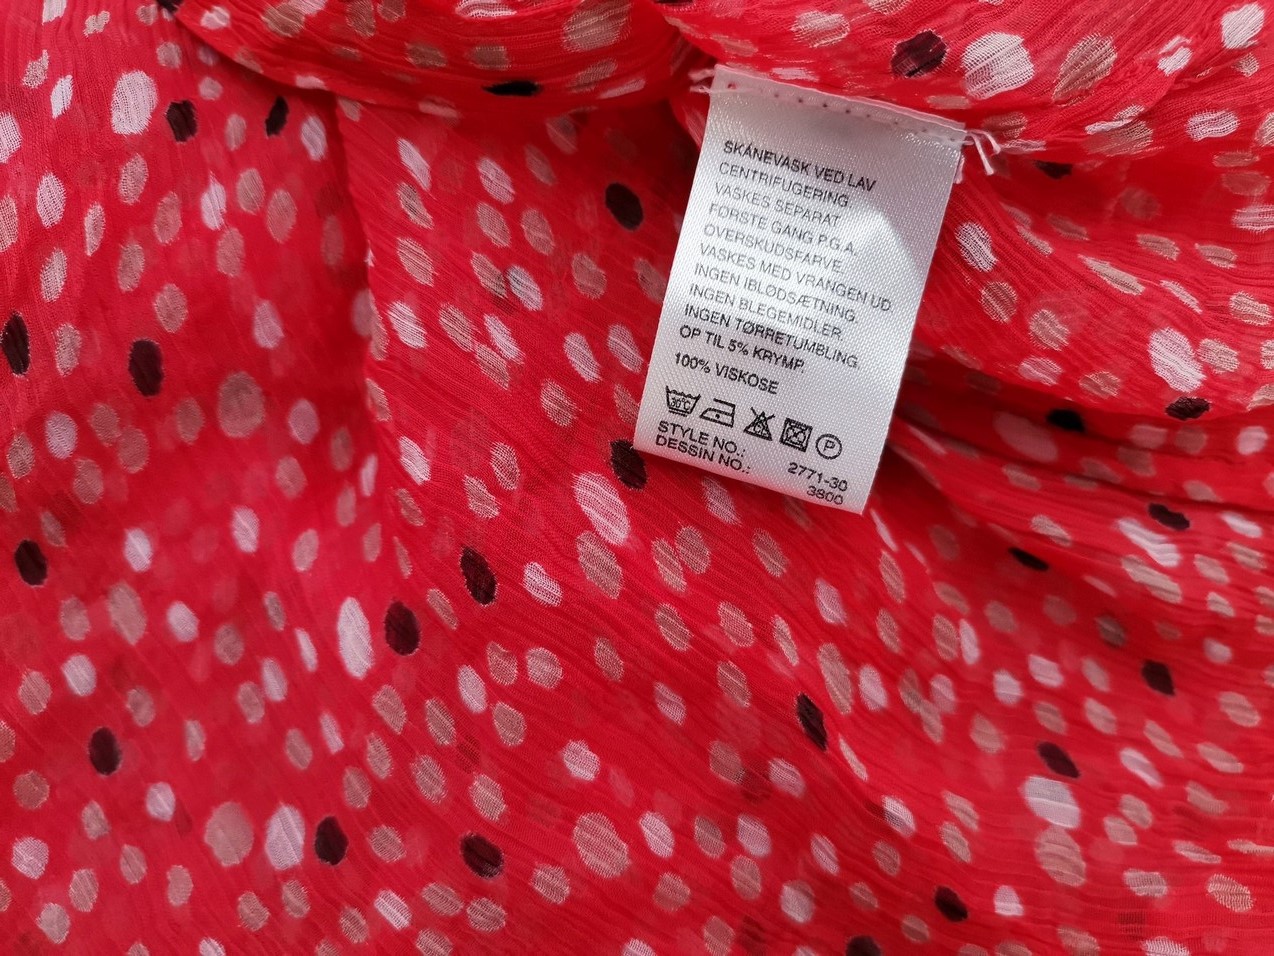 SKÅNEVASK VED LAV
CENTRIFUGERING
VASKES SEPARAT
FØRSTE GANG P.G.A.
OVERSKUDSFARVE.
VASKES MED VRANGEN UD.
INGEN IBLØDSÆTNING.
INGEN BLEGEMIDLER.
INGEN TØRRETUMBLING.
OP TIL 5% KRYMP.
100% VISKOSE
30°C P
STYLE NO.: 2771-30
DESSIN NO.: 3800